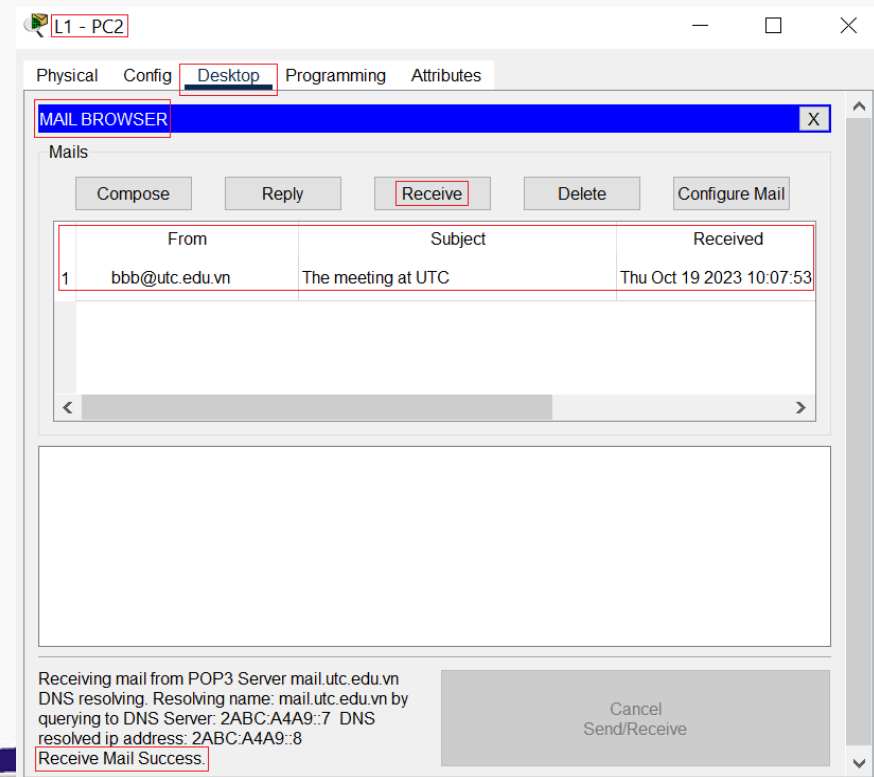 L1 - PC2
Physical Config Desktop Programming Attributes
MAIL BROWSER X
Mails
Compose Reply Receive Delete Configure Mail
From Subject Received
1 bbb@utc.edu.vn The meeting at UTC Thu Oct 19 2023 10:07:53
Receiving mail from POP3 Server mail.utc.edu.vn
DNS resolving. Resolving name: mail.utc.edu.vn by
querying to DNS Server: 2ABC:A4A9::7 DNS
resolved ip address: 2ABC:A4A9::8
Receive Mail Success.
Cancel
Send/Receive